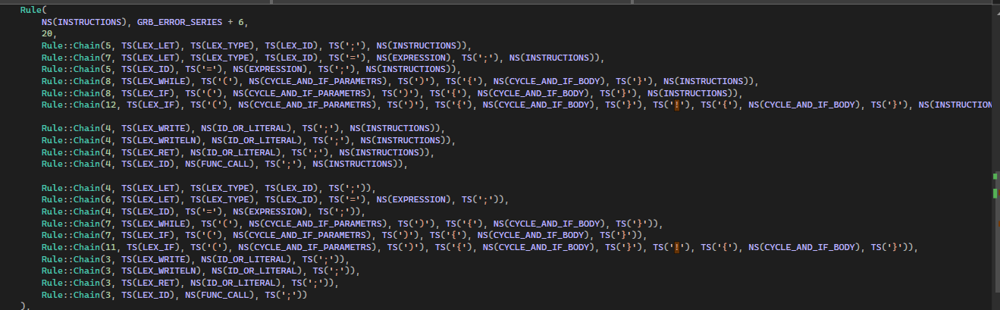 Rule(
NS(INSTRUCTIONS), GRB_ERROR_SERIES + 6,
20,
Rule::Chain(5, TS(LEX_LET), TS(LEX_TYPE), TS(LEX_ID), TS(';'), NS(INSTRUCTIONS)),
Rule::Chain(7, TS(LEX_LET), TS(LEX_TYPE), TS(LEX_ID), TS('='), NS(EXPRESSION), TS(';'), NS(INSTRUCTIONS)),
Rule::Chain(5, TS(LEX_ID), TS('='), NS(EXPRESSION), TS(';'), NS(INSTRUCTIONS)),
Rule::Chain(8, TS(LEX_WHILE), TS('('), NS(CYCLE_AND_IF_PARAMETRS), TS(')'), TS('{'), NS(CYCLE_AND_IF_BODY), TS('}'), NS(INSTRUCTIONS)),
Rule::Chain(8, TS(LEX_IF), TS('('), NS(CYCLE_AND_IF_PARAMETRS), TS(')'), TS('{'), NS(CYCLE_AND_IF_BODY), TS('}'), NS(INSTRUCTIONS)),
Rule::Chain(12, TS(LEX_IF), TS('('), NS(CYCLE_AND_IF_PARAMETRS), TS(')'), TS('{'), NS(CYCLE_AND_IF_BODY), TS('}'), TS('!'), TS('{'), NS(CYCLE_AND_IF_BODY), TS('}'), NS(INSTRUCTION
Rule::Chain(4, TS(LEX_WRITE), NS(ID_OR_LITERAL), TS(';'), NS(INSTRUCTIONS)),
Rule::Chain(4, TS(LEX_WRITELN), NS(ID_OR_LITERAL), TS(';'), NS(INSTRUCTIONS)),
Rule::Chain(4, TS(LEX_RET), NS(ID_OR_LITERAL), TS(';'), NS(INSTRUCTIONS)),
Rule::Chain(4, TS(LEX_ID), NS(FUNC_CALL), TS(';'), NS(INSTRUCTIONS)),
Rule::Chain(4, TS(LEX_LET), TS(LEX_TYPE), TS(LEX_ID), TS(';')),
Rule::Chain(6, TS(LEX_LET), TS(LEX_TYPE), TS(LEX_ID), TS('='), NS(EXPRESSION), TS(';')),
Rule::Chain(4, TS(LEX_ID), TS('='), NS(EXPRESSION), TS(';')),
Rule::Chain(7, TS(LEX_WHILE), TS('('), NS(CYCLE_AND_IF_PARAMETRS), TS(')'), TS('{'), NS(CYCLE_AND_IF_BODY), TS('}')),
Rule::Chain(7, TS(LEX_IF), TS('('), NS(CYCLE_AND_IF_PARAMETRS), TS(')'), TS('{'), NS(CYCLE_AND_IF_BODY), TS('}')),
Rule::Chain(11, TS(LEX_IF), TS('('), NS(CYCLE_AND_IF_PARAMETRS), TS(')'), TS('{'), NS(CYCLE_AND_IF_BODY), TS('}'), TS('!'), TS('{'), NS(CYCLE_AND_IF_BODY), TS('}')),
Rule::Chain(3, TS(LEX_WRITE), NS(ID_OR_LITERAL), TS(';')),
Rule::Chain(3, TS(LEX_WRITELN), NS(ID_OR_LITERAL), TS(';')),
Rule::Chain(3, TS(LEX_RET), NS(ID_OR_LITERAL), TS(';')),
Rule::Chain(3, TS(LEX_ID), NS(FUNC_CALL), TS(';'))
),